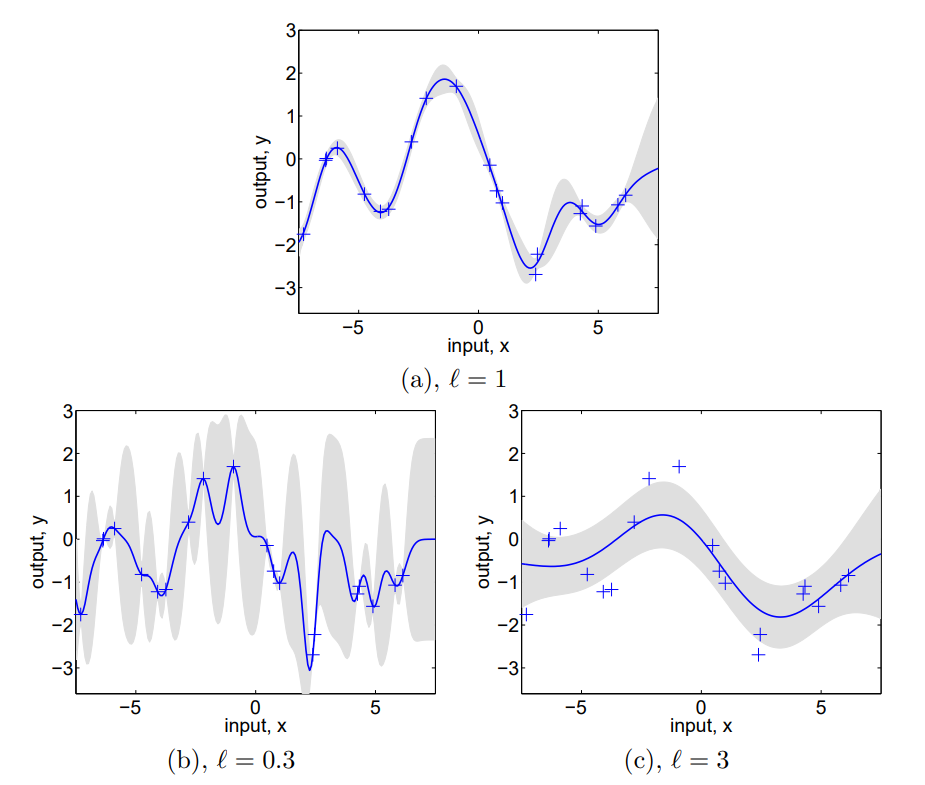 3
2
1
0
−1
−2
−3
output, y
−5 0 5
input, x
(a), ℓ = 1
3
2
1
0
−1
−2
−3
output, y
−5 0 5
input, x
(b), ℓ = 0.3
3
2
1
0
−1
−2
−3
output, y
−5 0 5
input, x
(c), ℓ = 3